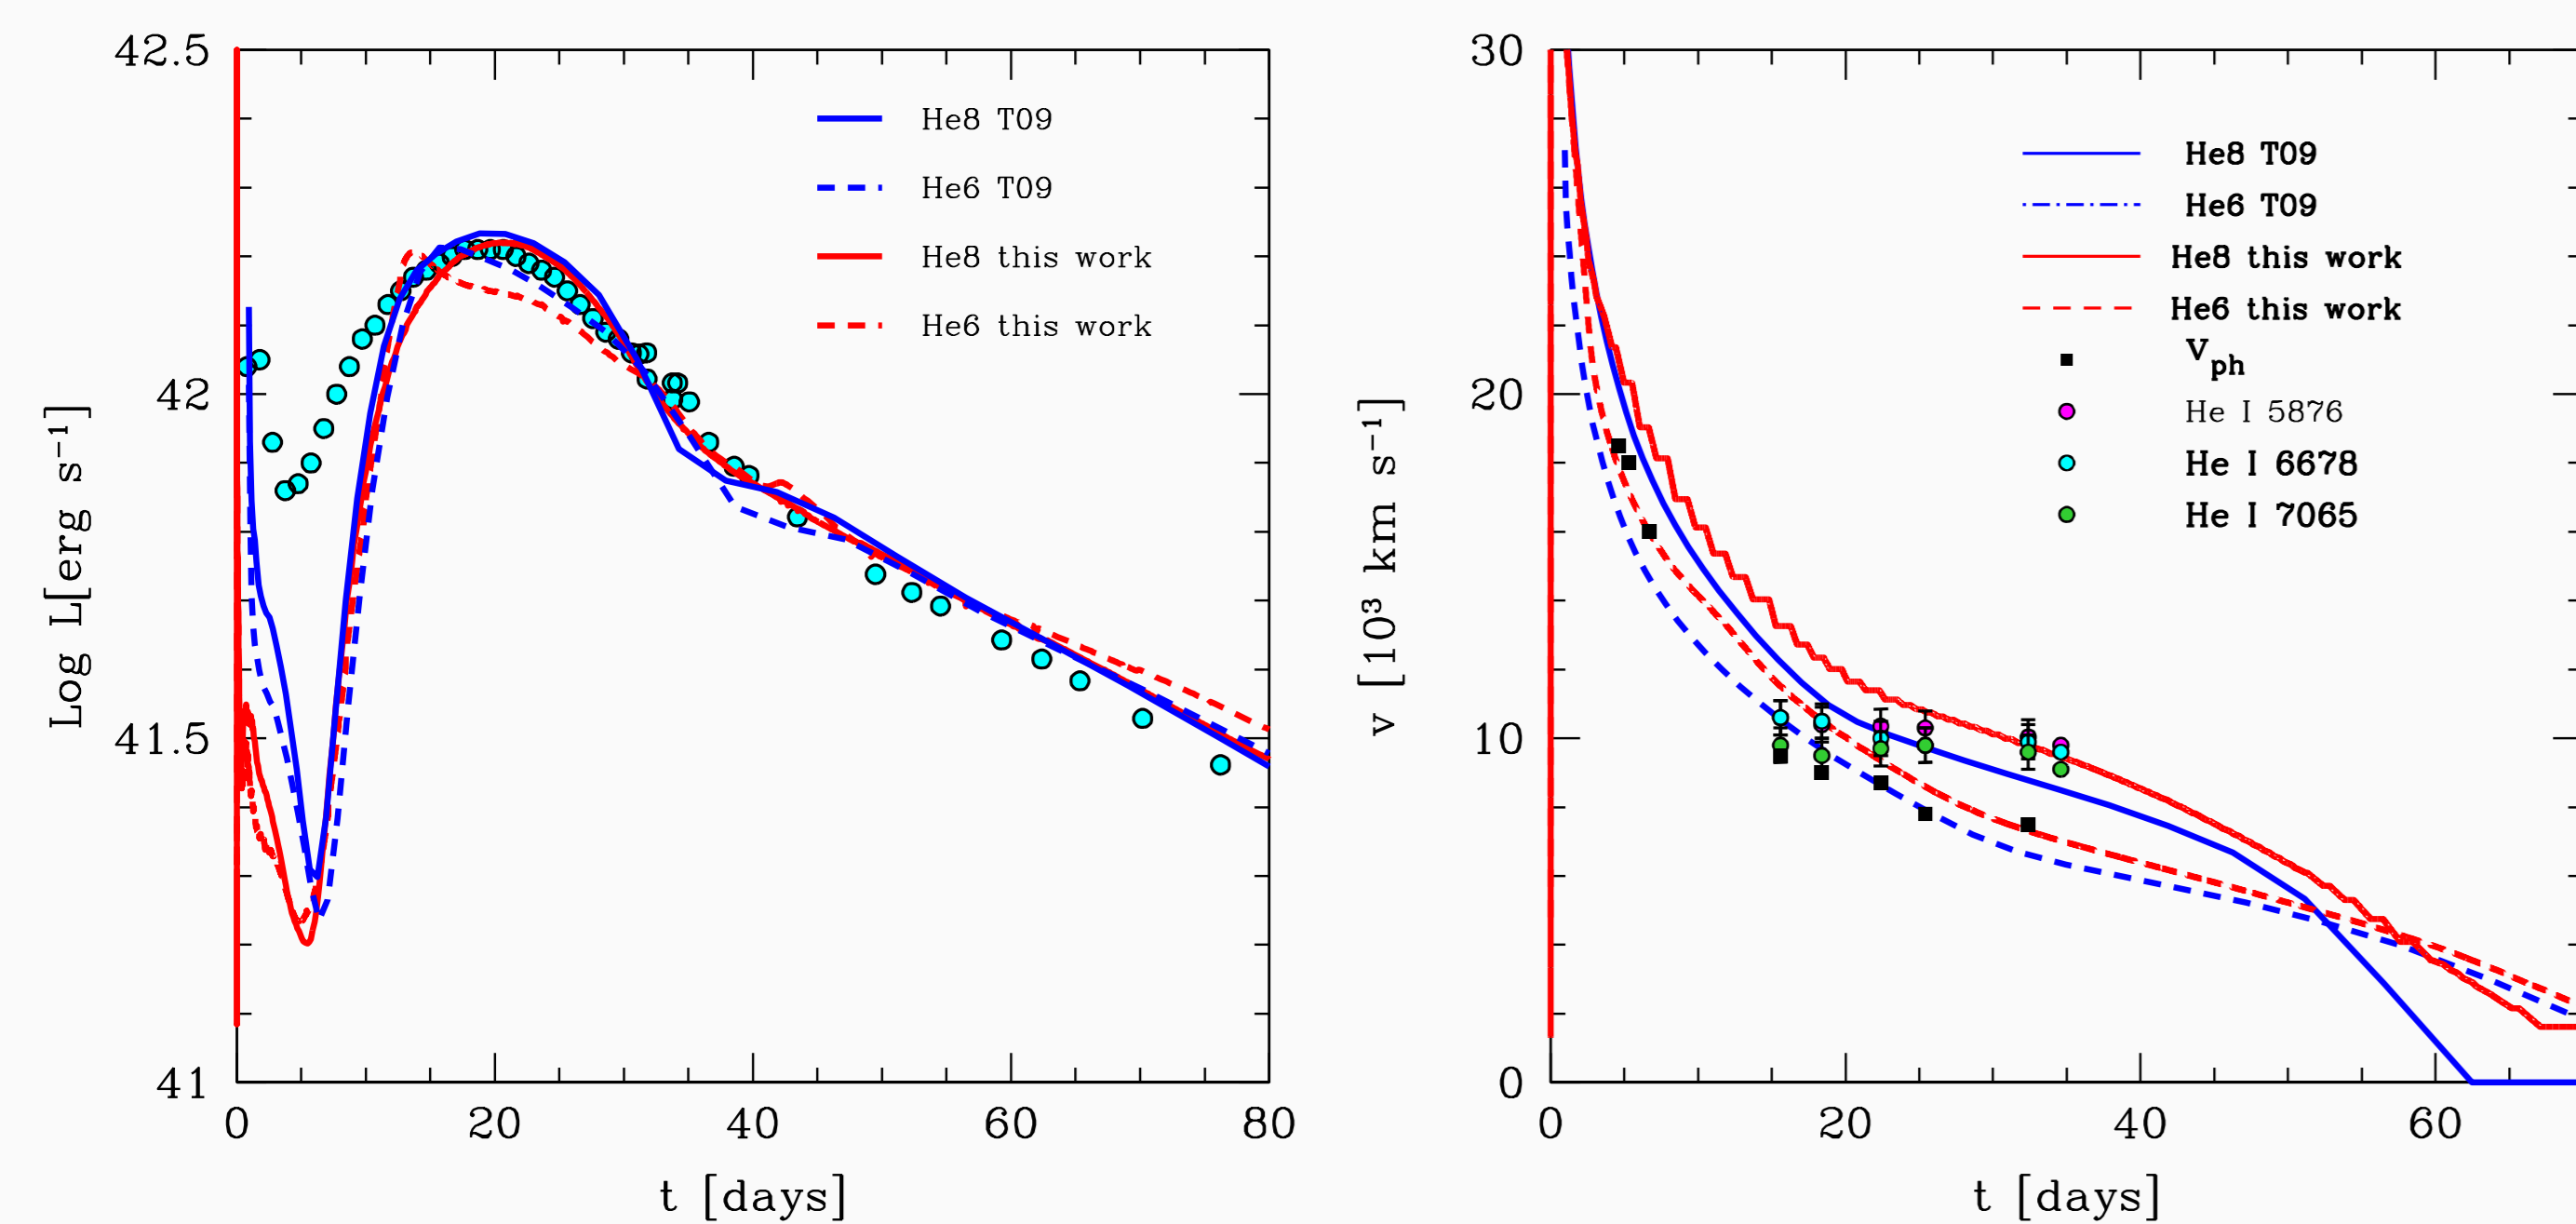 42.5
42
41.5
41
Log L[erg s⁻¹]
0 20 40 60 80
t [days]
He8 T09
He6 T09
He8 this work
He6 this work
30
20
10
0
v [10³ km s⁻¹]
0 20 40 60
t [days]
He8 T09
He6 T09
He8 this work
He6 this work
v_ph
He I 5876
He I 6678
He I 7065